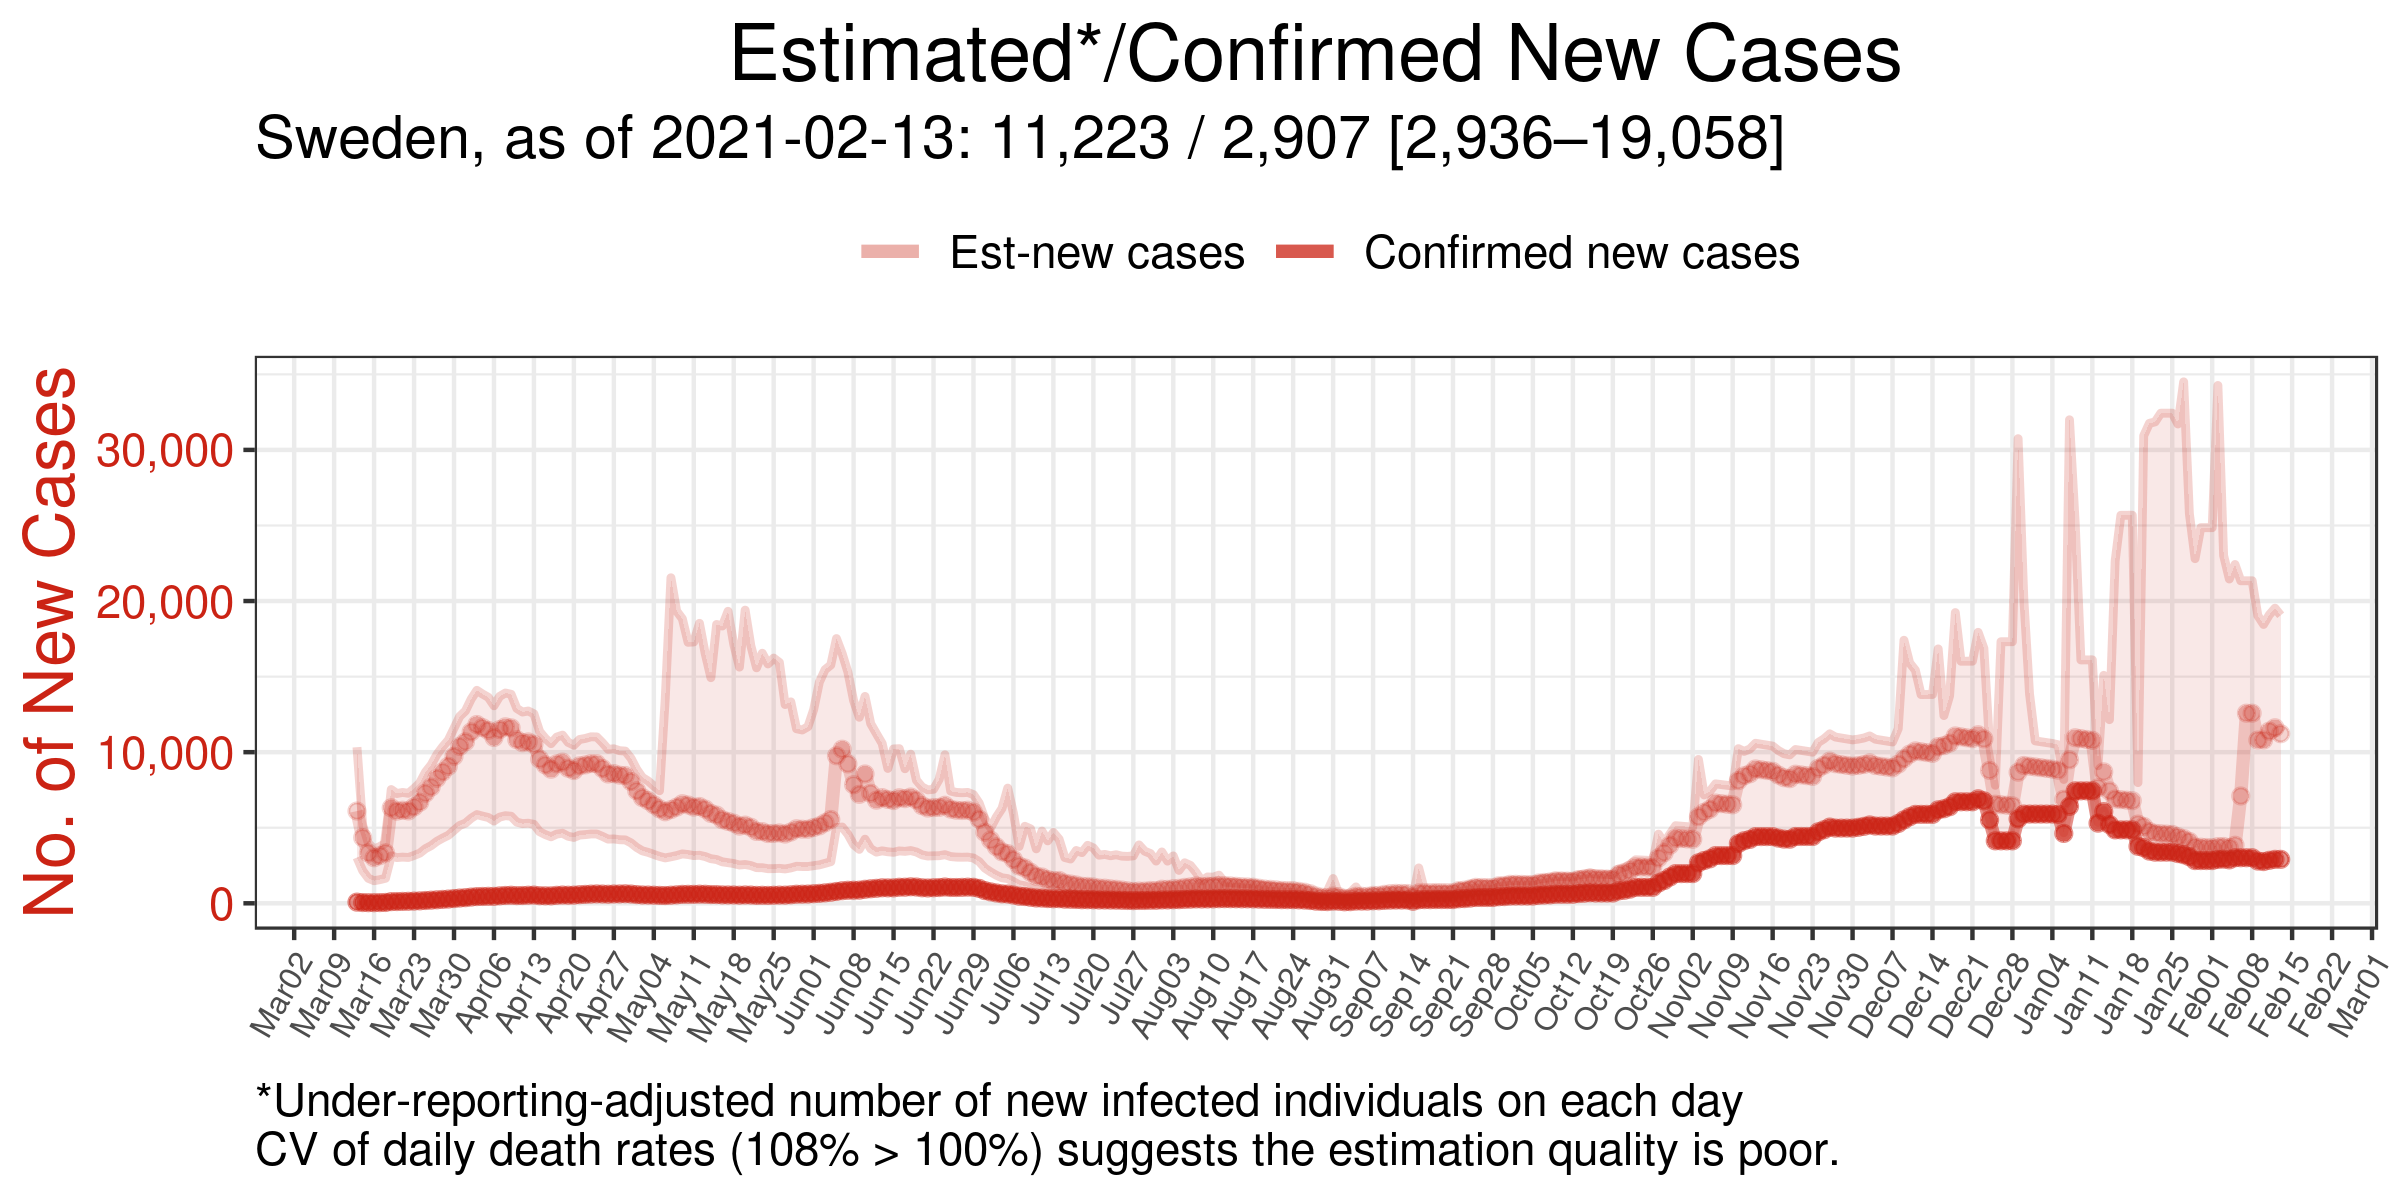 Estimated*/Confirmed New Cases
Sweden, as of 2021-02-13: 11,223 / 2,907 [2,936–19,058]
Est-new cases
Confirmed new cases
No. of New Cases
30,000
20,000
10,000
0
Mar02
Mar09
Mar16
Mar23
Mar30
Apr06
Apr13
Apr20
Apr27
May04
May11
May18
May25
Jun01
Jun08
Jun15
Jun22
Jun29
Jul06
Jul13
Jul20
Jul27
Aug03
Aug10
Aug17
Aug24
Aug31
Sep07
Sep14
Sep21
Sep28
Oct05
Oct12
Oct19
Oct26
Nov02
Nov09
Nov16
Nov23
Nov30
Dec07
Dec14
Dec21
Dec28
Jan04
Jan11
Jan18
Jan25
Feb01
Feb08
Feb15
Feb22
Mar01
*Under-reporting-adjusted number of new infected individuals on each day
CV of daily death rates (108% > 100%) suggests the estimation quality is poor.